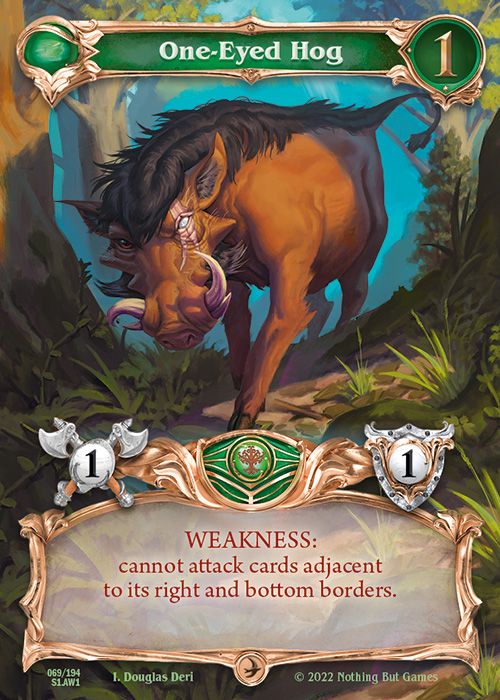 One-Eyed Hog
1
1
1
WEAKNESS:
cannot attack cards adjacent
to its right and bottom borders.
069/194
S1.AW1
I. Douglas Deri
© 2022 Nothing But Games